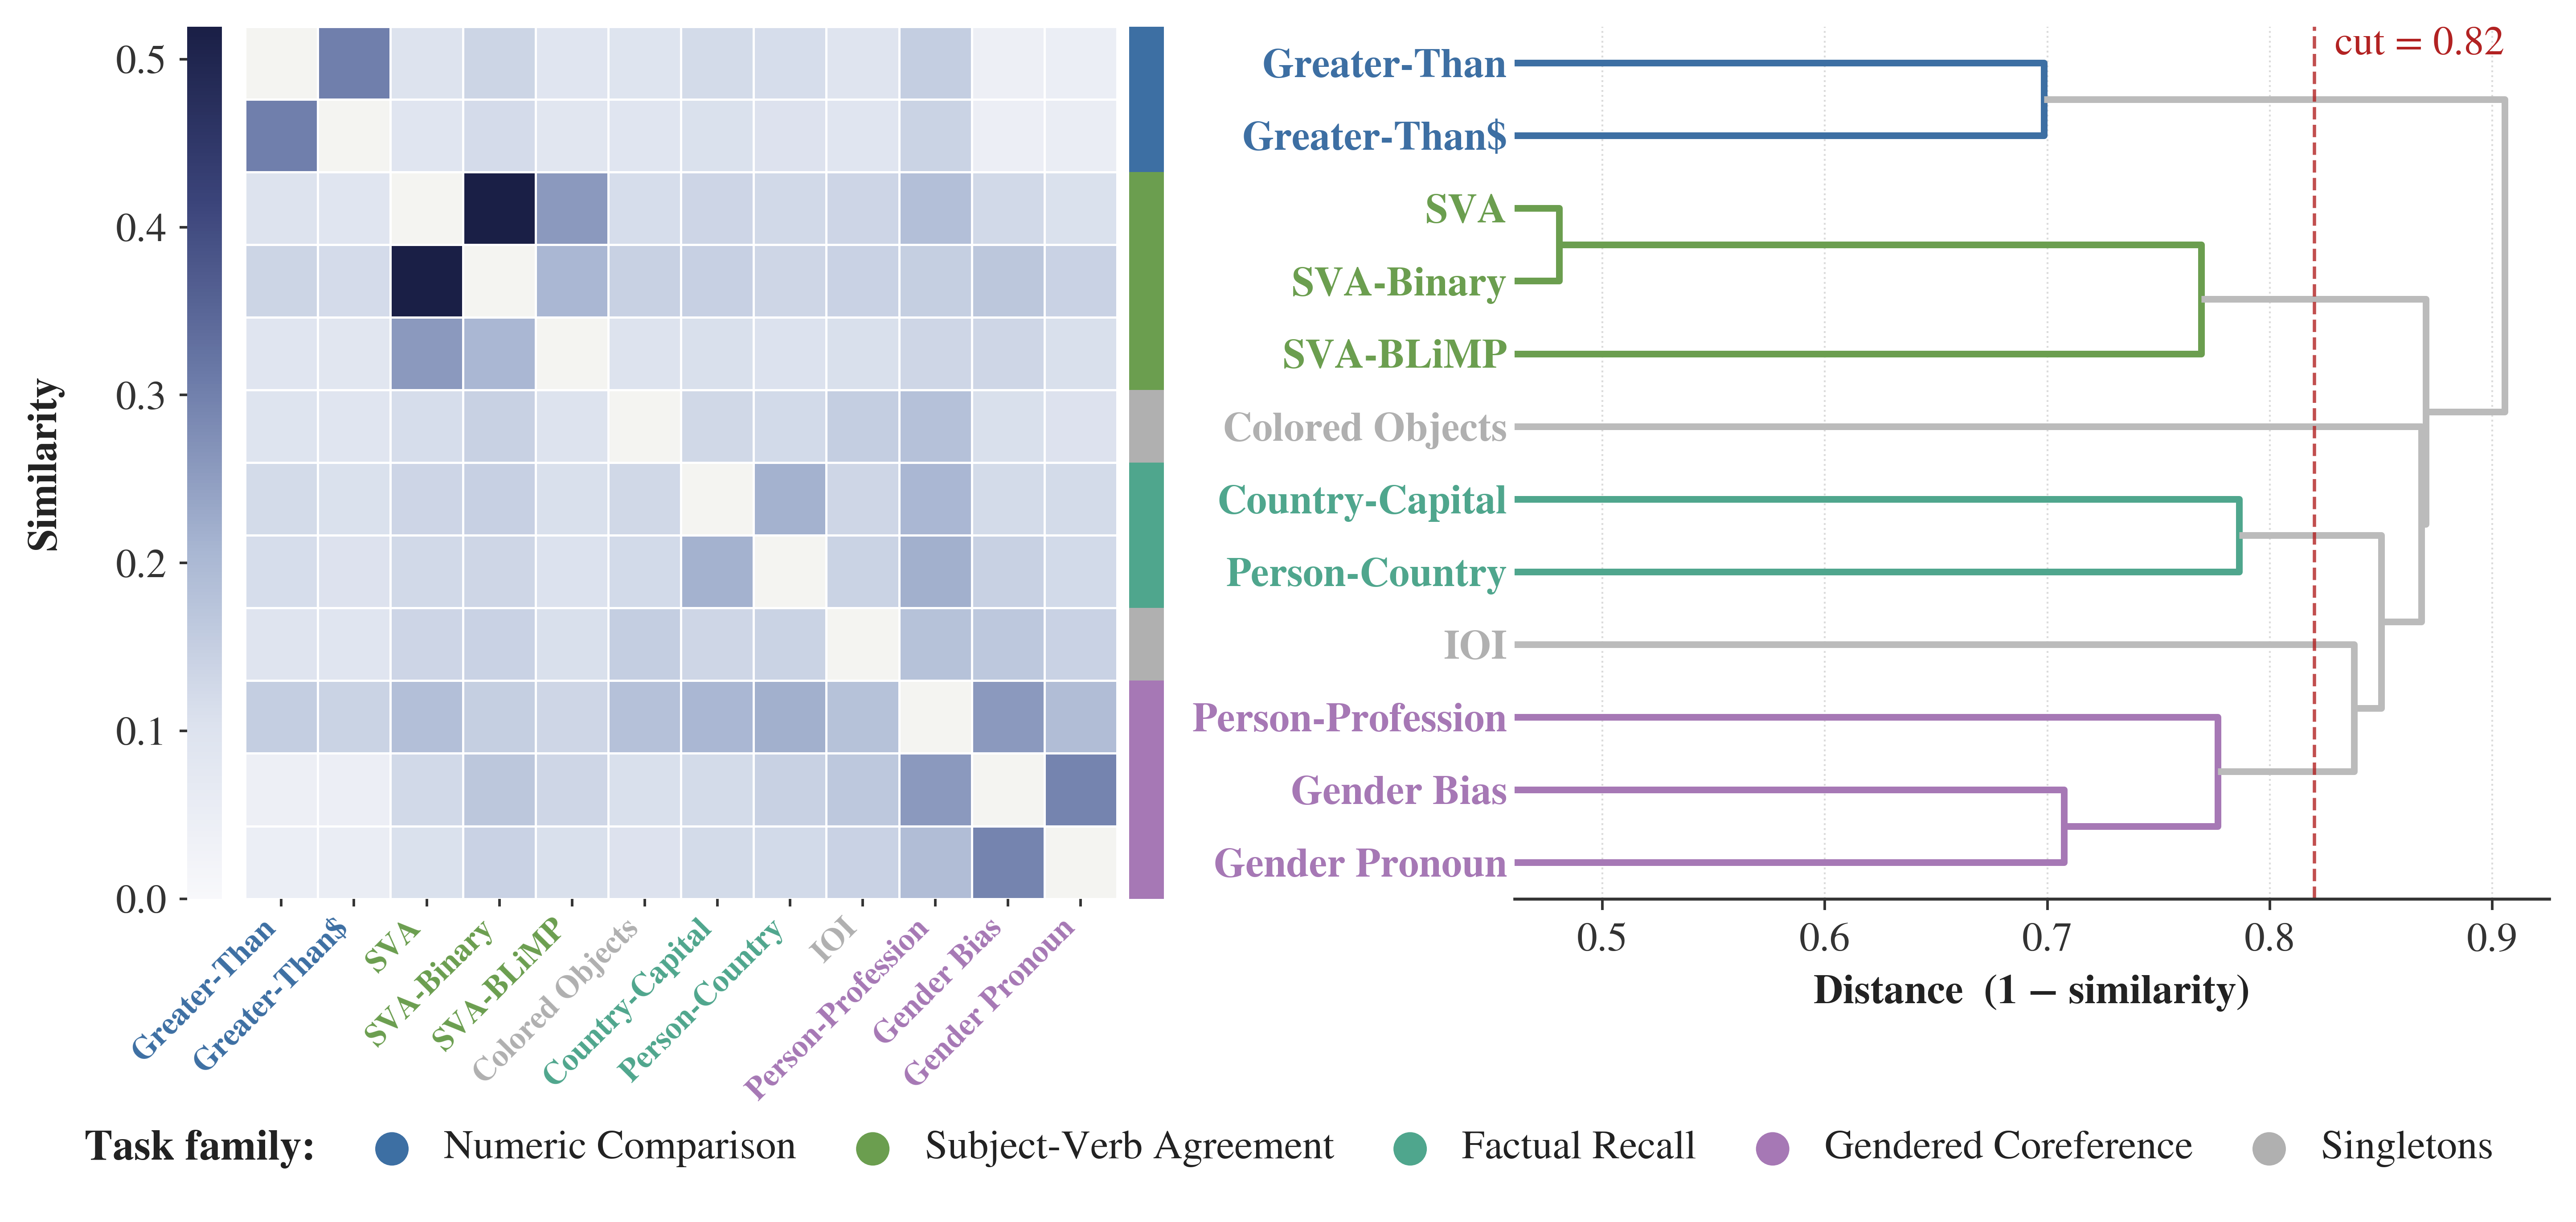 Similarity
0.5
0.4
0.3
0.2
0.1
0.0
Greater-Than
Greater-Than$
SVA
SVA-Binary
SVA-BLiMP
Colored Objects
Country-Capital
Person-Country
IOI
Person-Profession
Gender Bias
Gender Pronoun
cut = 0.82
Greater-Than
Greater-Than$
SVA
SVA-Binary
SVA-BLiMP
Colored Objects
Country-Capital
Person-Country
IOI
Person-Profession
Gender Bias
Gender Pronoun
0.5 0.6 0.7 0.8 0.9
Distance (1 − similarity)
Task family: Numeric Comparison Subject-Verb Agreement Factual Recall Gendered Coreference Singletons